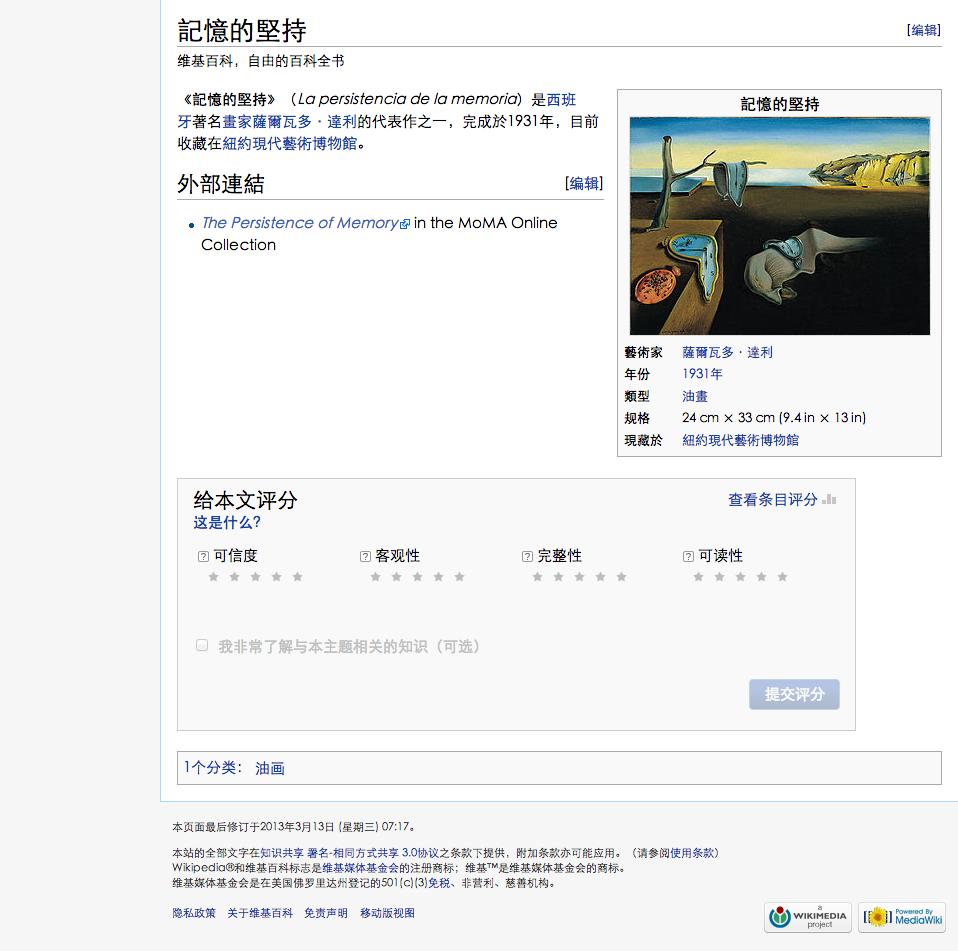 記憶的堅持
[编辑]
维基百科，自由的百科全书
《記憶的堅持》（La persistencia de la memoria）是西班
牙著名畫家薩爾瓦多·達利的代表作之一，完成於1931年，目前
收藏在紐約現代藝術博物館。
外部連結
[编辑]
The Persistence of Memory in the MoMA Online
Collection
記憶的堅持
藝術家 薩爾瓦多·達利
年份 1931年
類型 油畫
规格 24 cm × 33 cm (9.4 in × 13 in)
現藏於 紐約現代藝術博物館
给本文评分
查看条目评分
这是什么?
? 可信度
? 客观性
? 完整性
? 可读性
我非常了解与本主题相关的知识（可选）
提交评分
1个分类： 油画
本页面最后修订于2013年3月13日 (星期三) 07:17。
本站的全部文字在知识共享 署名-相同方式共享 3.0协议之条款下提供，附加条款亦可能应用。（请参阅使用条款）
Wikipedia®和维基百科标志是维基媒体基金会的注册商标；维基™是维基媒体基金会的商标。
维基媒体基金会是在美国佛罗里达州登记的501(c)(3)免税、非营利、慈善机构。
隐私政策 关于维基百科 免责声明 移动版视图
a
WIKIMEDIA
project
Powered By
MediaWiki